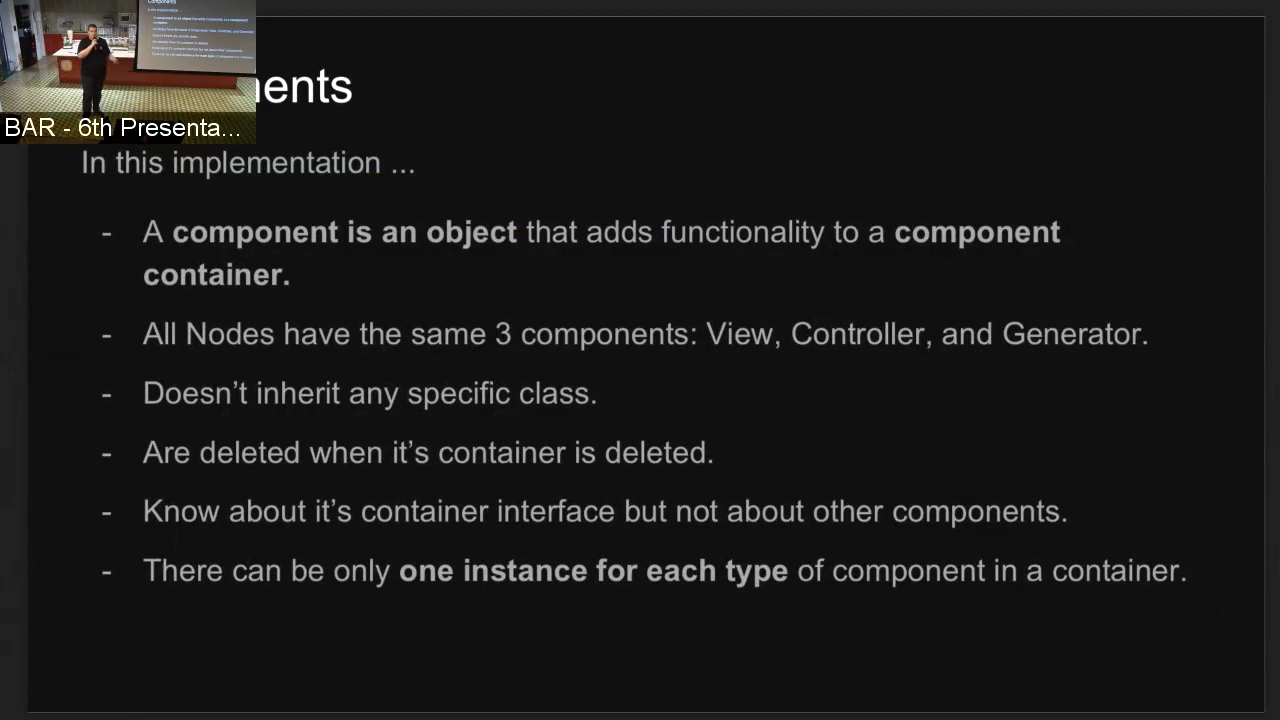 Components
BAR - 6th Presenta...
ents
In this implementation ...
- A component is an object that adds functionality to a component
container.
- All Nodes have the same 3 components: View, Controller, and Generator.
- Doesn't inherit any specific class.
- Are deleted when it's container is deleted.
- Know about it's container interface but not about other components.
- There can be only one instance for each type of component in a container.